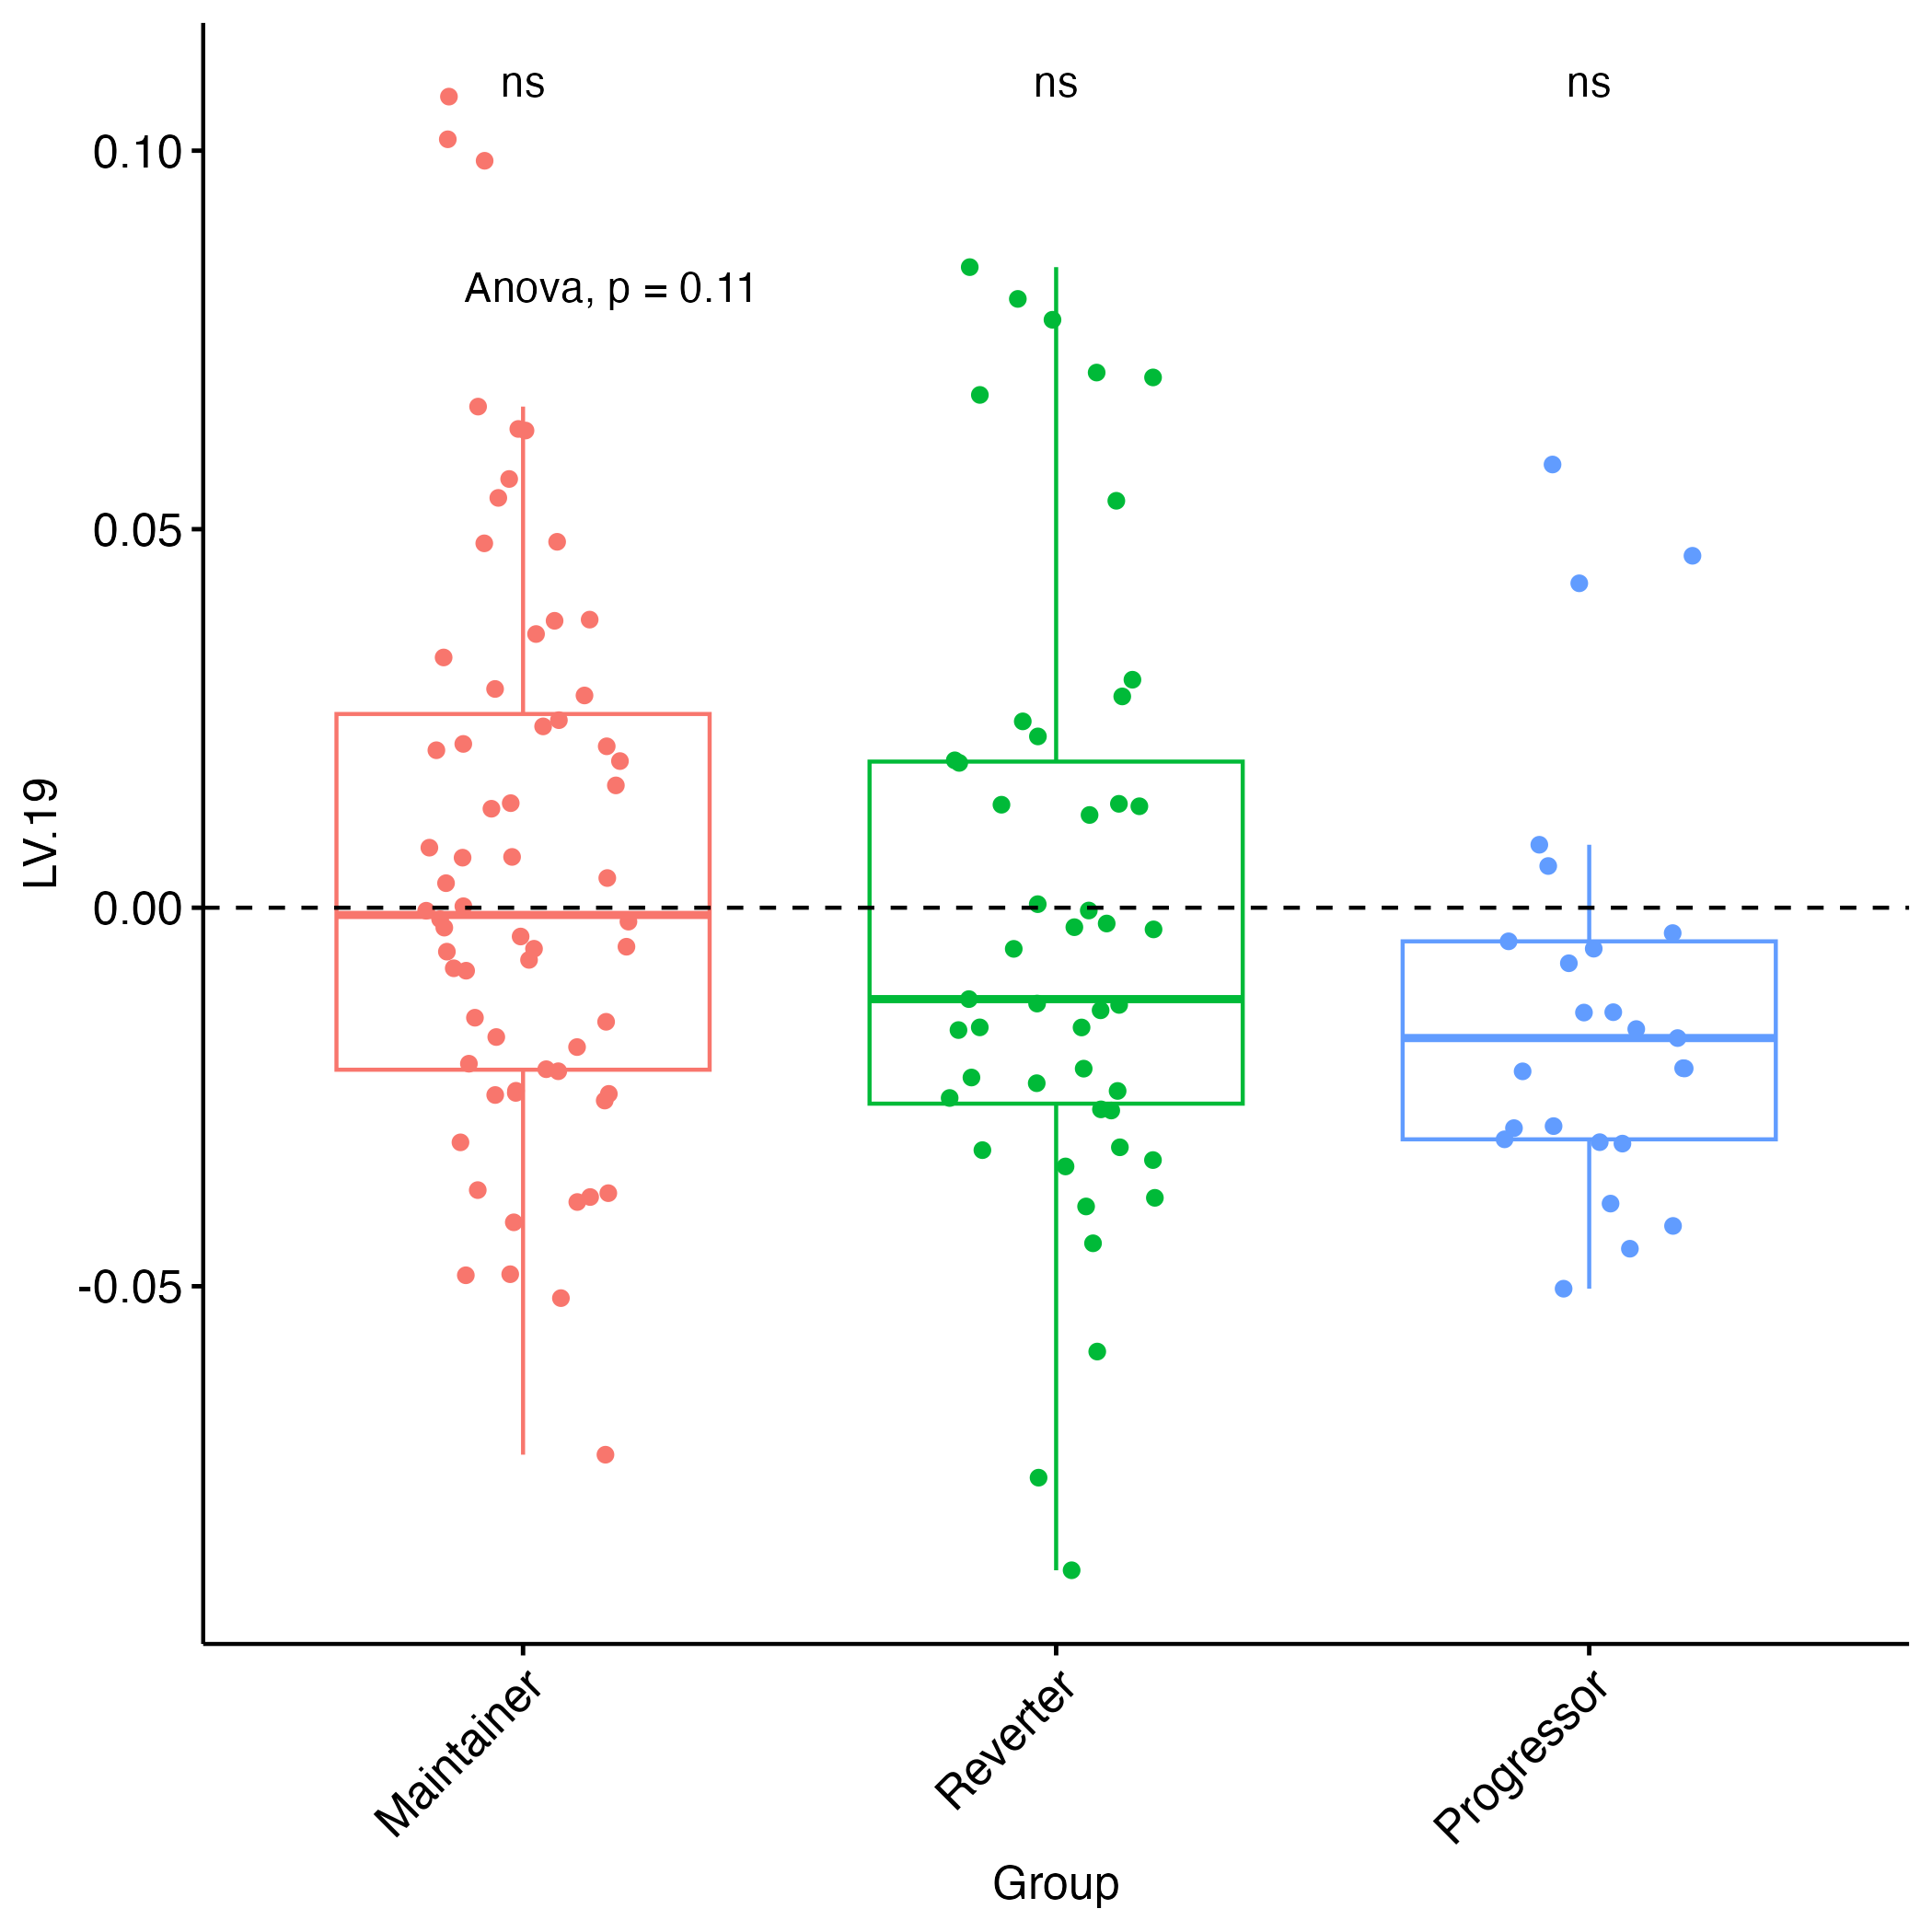 ns ns ns
0.10
Anova, p = 0.11
0.05
LV.19
0.00
-0.05
Maintainer Reverter Progressor
Group